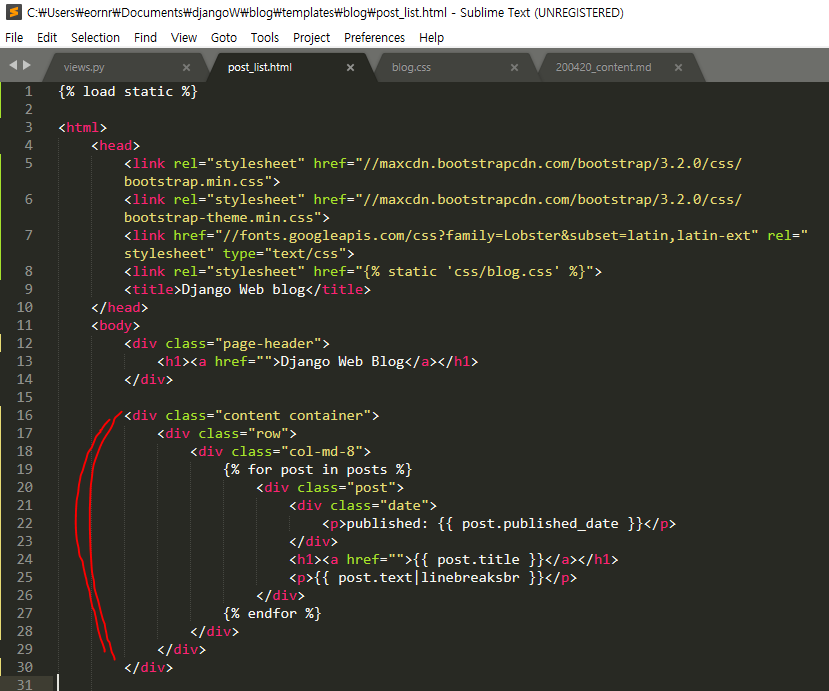 C:₩Users₩eornr₩Documents₩djangoW₩blog₩templates₩blog₩post_list.html - Sublime Text (UNREGISTERED)
File Edit Selection Find View Goto Tools Project Preferences Help
views.py × post_list.html × blog.css × 200420_content.md ×
1 {% load static %}
2
3 <html>
4 <head>
5 <link rel="stylesheet" href="//maxcdn.bootstrapcdn.com/bootstrap/3.2.0/css/
bootstrap.min.css">
6 <link rel="stylesheet" href="//maxcdn.bootstrapcdn.com/bootstrap/3.2.0/css/
bootstrap-theme.min.css">
7 <link href="//fonts.googleapis.com/css?family=Lobster&subset=latin,latin-ext" rel="
stylesheet" type="text/css">
8 <link rel="stylesheet" href="{% static 'css/blog.css' %}">
9 <title>Django Web blog</title>
10 </head>
11 <body>
12 <div class="page-header">
13 <h1><a href="">Django Web Blog</a></h1>
14 </div>
15
16 <div class="content container">
17 <div class="row">
18 <div class="col-md-8">
19 {% for post in posts %}
20 <div class="post">
21 <div class="date">
22 <p>published: {{ post.published_date }}</p>
23 </div>
24 <h1><a href="">{{ post.title }}</a></h1>
25 <p>{{ post.text|linebreaksbr }}</p>
26 </div>
27 {% endfor %}
28 </div>
29 </div>
30 </div>
31